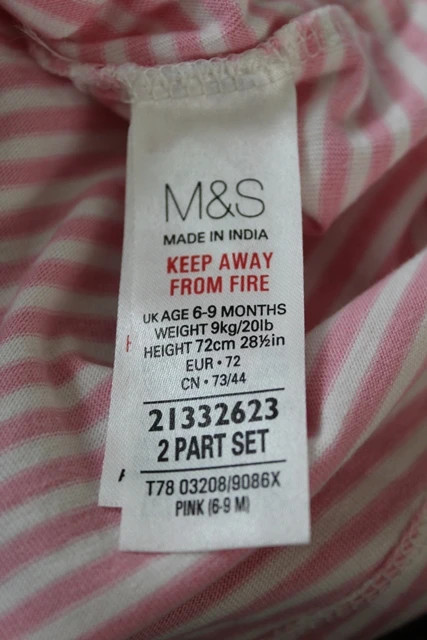 M&S
MADE IN INDIA
KEEP AWAY
FROM FIRE
UK AGE 6-9 MONTHS
WEIGHT 9kg/20lb
HEIGHT 72cm 28½in
EUR • 72
CN • 73/44
21332623
2 PART SET
T78 03208/9086X
PINK (6-9 M)